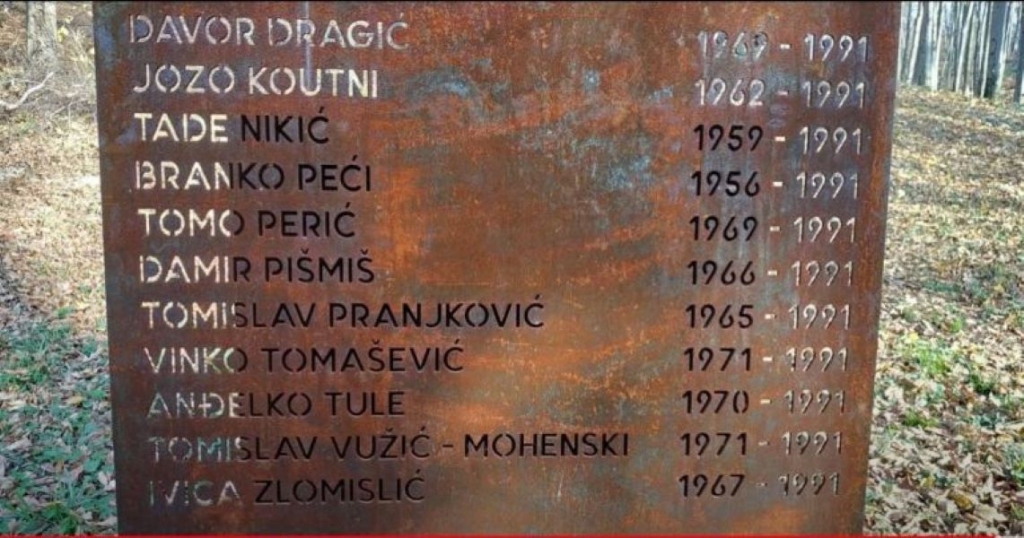 DAVOR DRAGIĆ 1969 - 1991
JOZO KOUTNI 1962 - 1991
TADE NIKIĆ 1959 - 1991
BRANKO PEĆI 1956 - 1991
TOMO PERIĆ 1969 - 1991
DAMIR PIŠMIŠ 1966 - 1991
TOMISLAV PRANJKOVIĆ 1965 - 1991
VINKO TOMAŠEVIĆ 1971 - 1991
ANĐELKO TULE 1970 - 1991
TOMISLAV VUŽIĆ - MOHENSKI 1971 - 1991
IVICA ZLOMISLIĆ 1967 - 1991